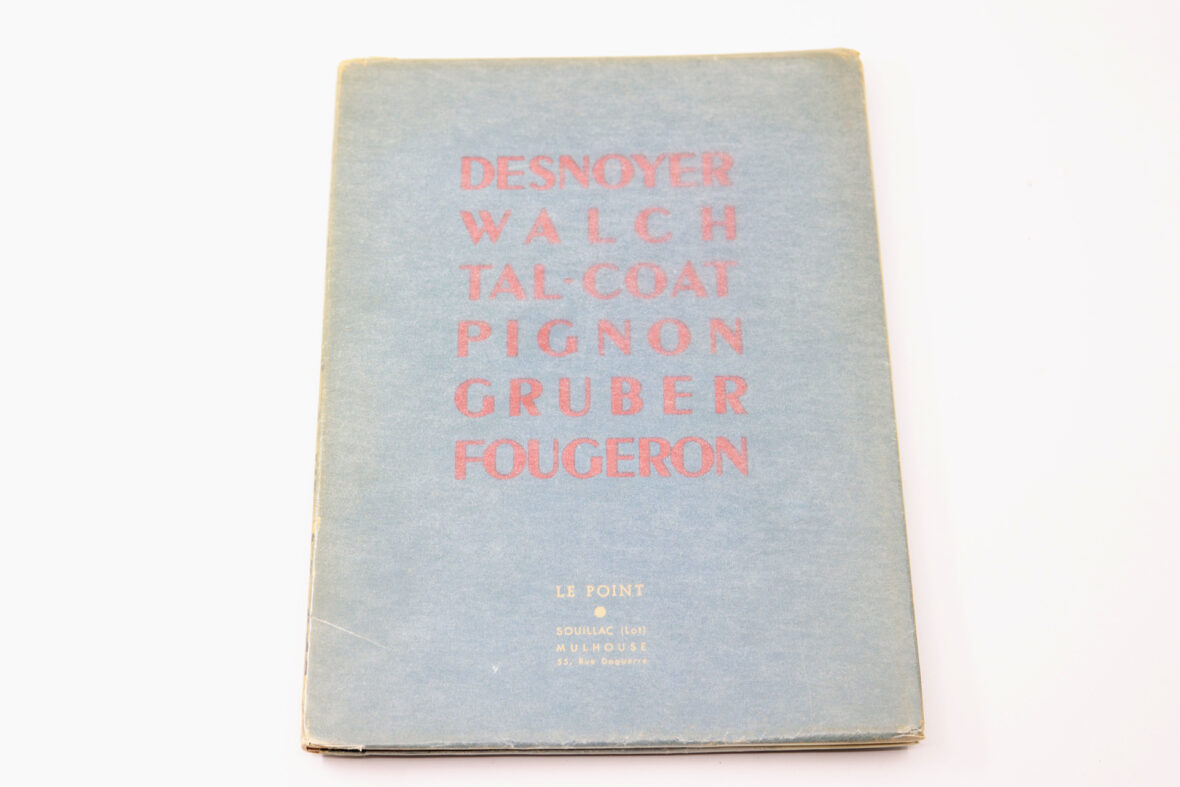 DESNOYER
WALCH
TAL-COAT
PIGNON
GRUBER
FOUGERON
LE POINT
SOUILLAC (Lot)
MULHOUSE
55, Rue Daguerre